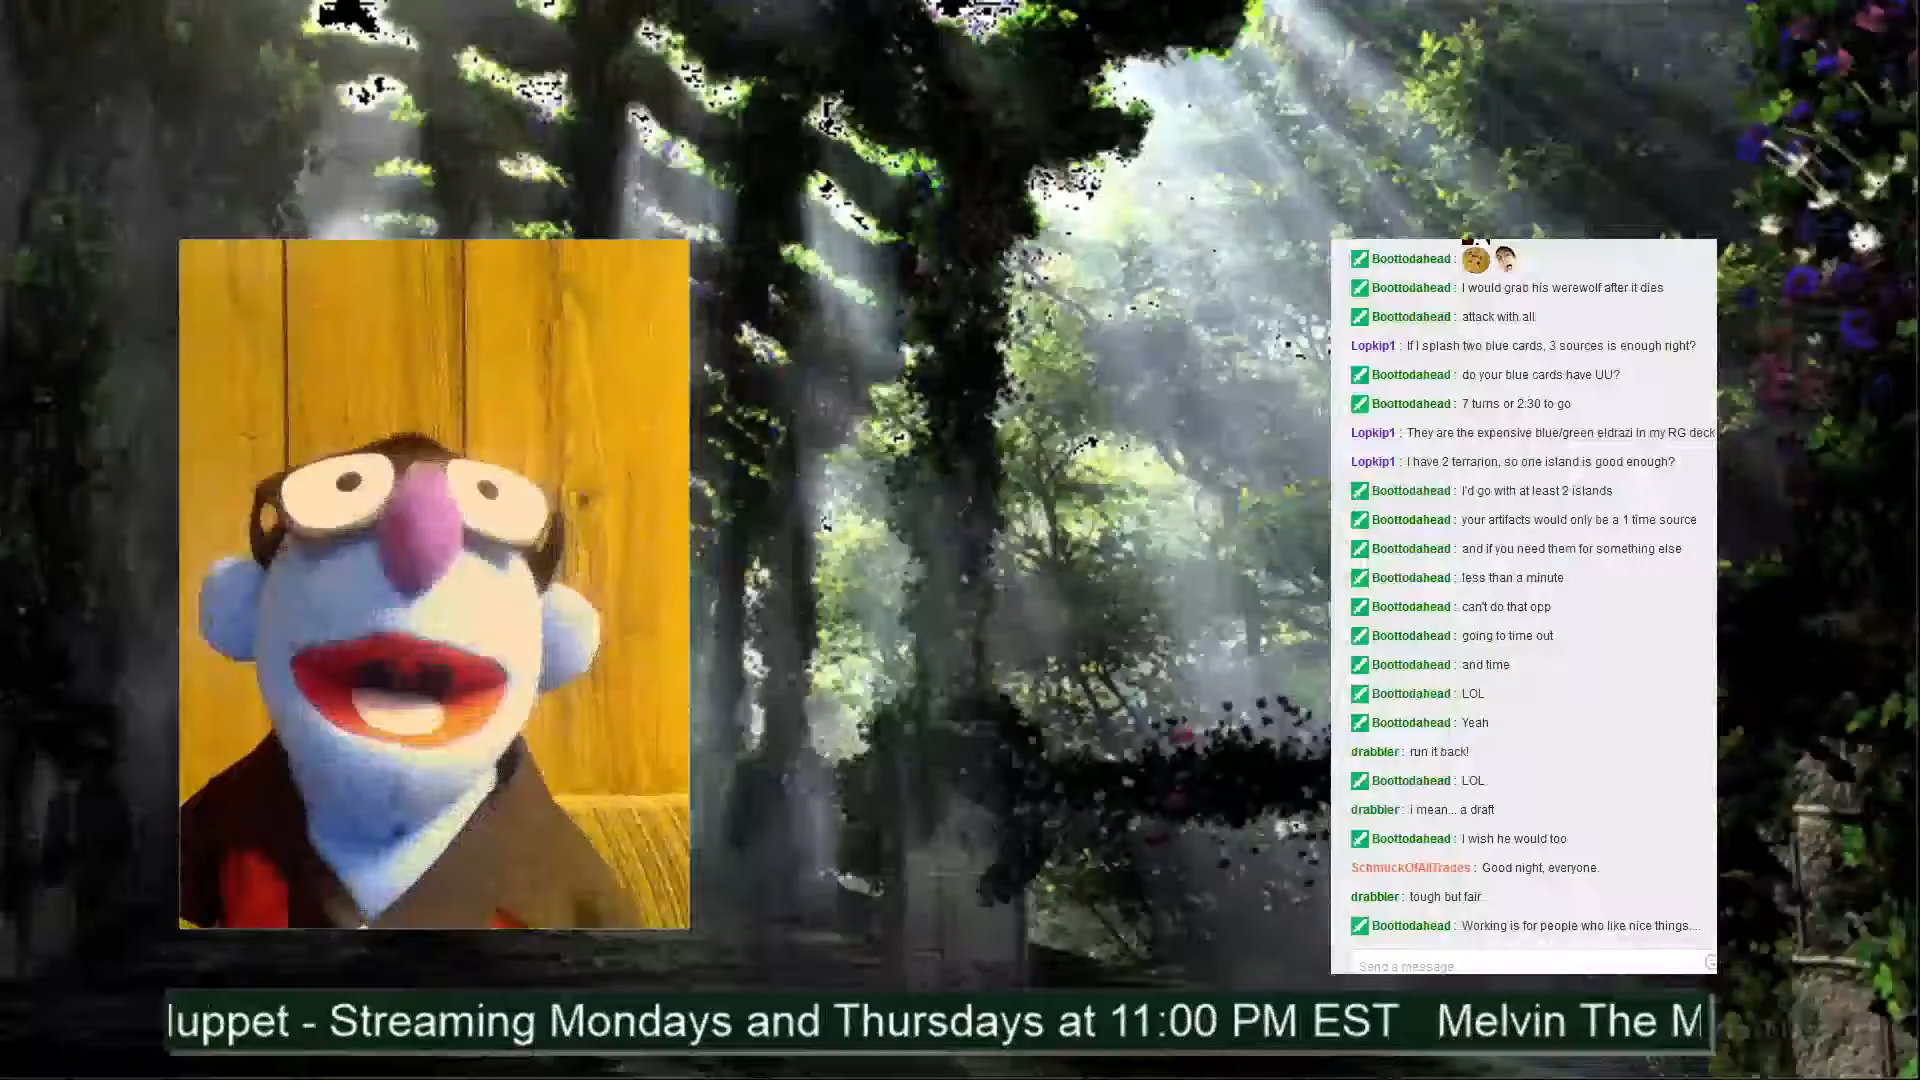 Boottodahead :
Boottodahead : I would grab his werewolf after it dies
Boottodahead : attack with all
Lopkip1 : If I splash two blue cards, 3 sources is enough right?
Boottodahead : do your blue cards have UU?
Boottodahead : 7 turns or 2:30 to go
Lopkip1 : They are the expensive blue/green eldrazi in my RG deck
Lopkip1 : I have 2 terrarion, so one island is good enough?
Boottodahead : I'd go with at least 2 islands
Boottodahead : your artifacts would only be a 1 time source
Boottodahead : and if you need them for something else
Boottodahead : less than a minute
Boottodahead : can't do that opp
Boottodahead : going to time out
Boottodahead : and time
Boottodahead : LOL
Boottodahead : Yeah
drabbler : run it back!
Boottodahead : LOL
drabbler : i mean... a draft
Boottodahead : I wish he would too
SchmuckOfAllTrades : Good night, everyone.
drabbler : tough but fair..
Boottodahead : Working is for people who like nice things....
Send a message
luppet - Streaming Mondays and Thursdays at 11:00 PM EST Melvin The M